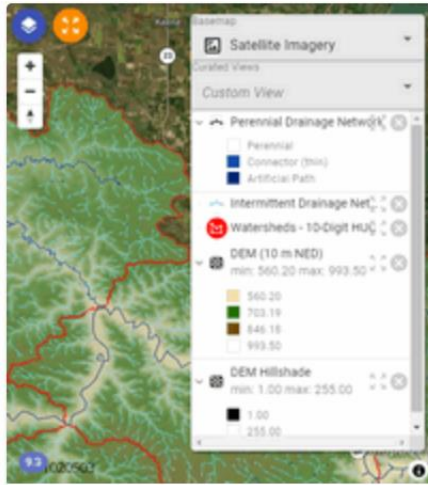 Basemap
Satellite Imagery
Curated Views
Custom View
Perennial Drainage Network
Perennial
Connector (thin)
Artificial Path
Intermittent Drainage Net
Watersheds - 10-Digit HUC
DEM (10 m NED)
min: 560.20 max: 993.50
560.20
703.19
846.18
993.50
DEM Hillshade
min: 1.00 max: 255.00
1.00
255.00
9.3